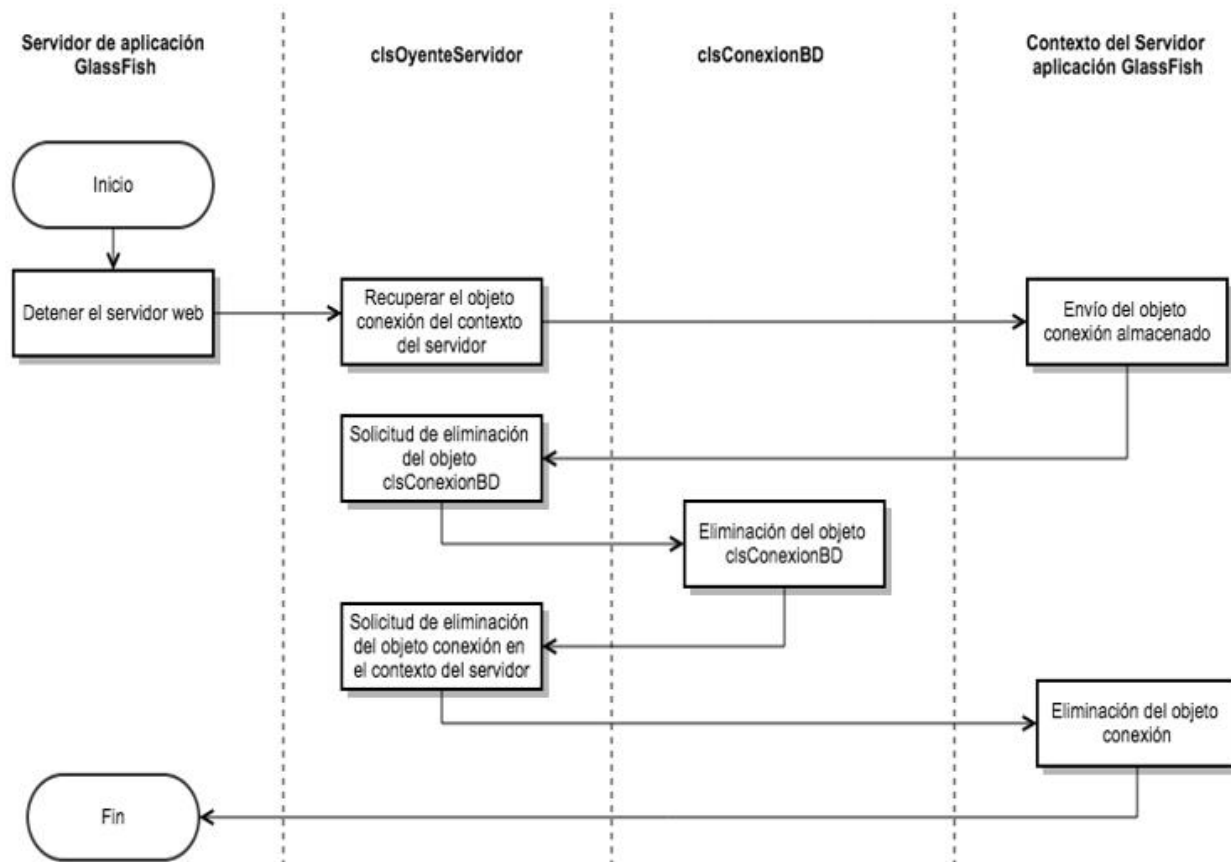 Servidor de aplicación
GlassFish
clsOyenteServidor
clsConexionBD
Contexto del Servidor
aplicación GlassFish
Inicio
Detener el servidor web
Recuperar el objeto
conexión del contexto
del servidor
Envío del objeto
conexión almacenado
Solicitud de eliminación
del objeto
clsConexionBD
Eliminación del objeto
clsConexionBD
Solicitud de eliminación
del objeto conexión en
el contexto del servidor
Eliminación del objeto
conexión
Fin